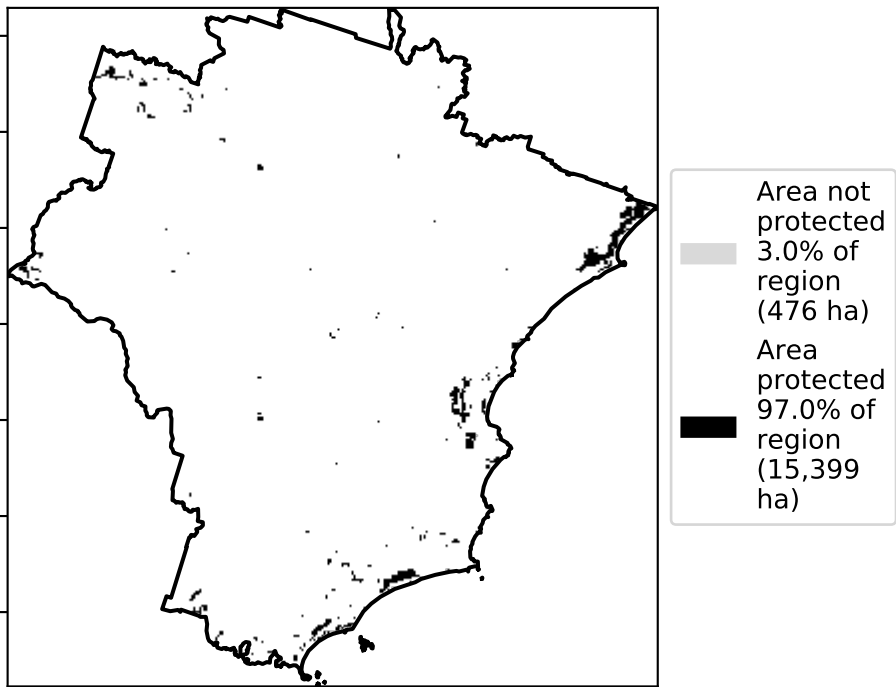 Area not
protected
3.0% of
region
(476 ha)
Area
protected
97.0% of
region
(15,399
ha)